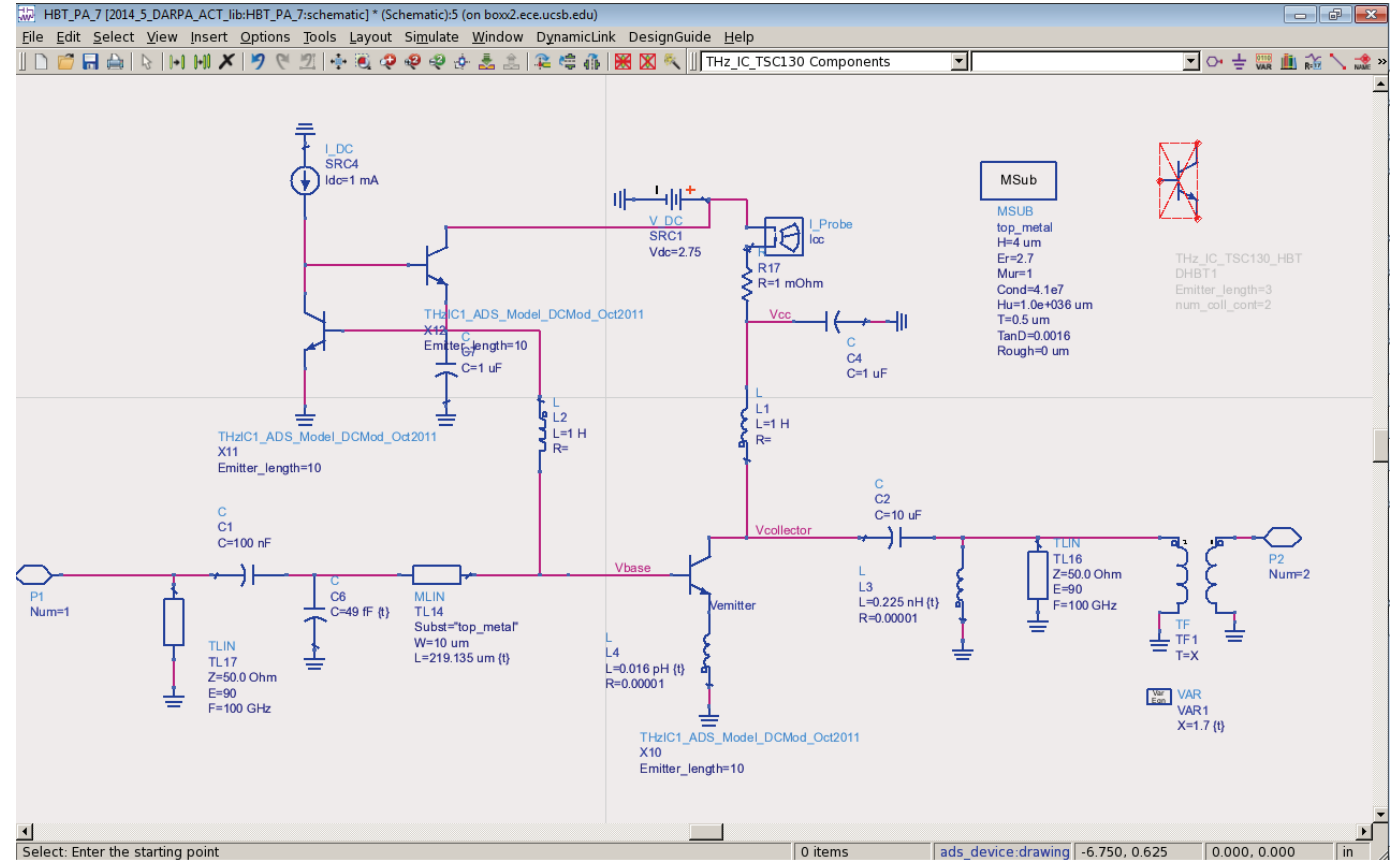 HBT_PA_7 [2014_5_DARPA_ACT_lib:HBT_PA_7:schematic] * (Schematic):5 (on boxx2.ece.ucsb.edu)
File Edit Select View Insert Options Tools Layout Simulate Window DynamicLink DesignGuide Help
THz_IC_TSC130 Components
VAR
NAME
I_DC
SRC4
Idc=1 mA
V_DC
SRC1
Vdc=2.75
I_Probe
Icc
R
R17
R=1 mOhm
MSub
MSUB
top_metal
H=4 um
Er=2.7
Mur=1
Cond=4.1e7
Hu=1.0e+036 um
T=0.5 um
TanD=0.0016
Rough=0 um
THz_IC_TSC130_HBT
DHBT1
Emitter_length=3
num_coll_cont=2
THzIC1_ADS_Model_DCMod_Oct2011
X12
Emitter_length=10
C
C7
C=1 uF
Vcc
C
C4
C=1 uF
L
L2
L=1 H
R=
L
L1
L=1 H
R=
THzIC1_ADS_Model_DCMod_Oct2011
X11
Emitter_length=10
C
C1
C=100 nF
C
C2
C=10 uF
Vcollector
Vbase
Vemitter
P1
Num=1
C
C6
C=49 fF {t}
MLIN
TL14
Subst="top_metal"
W=10 um
L=219.135 um {t}
TLIN
TL17
Z=50.0 Ohm
E=90
F=100 GHz
L
L4
L=0.016 pH {t}
R=0.00001
L
L3
L=0.225 nH {t}
R=0.00001
TLIN
TL16
Z=50.0 Ohm
E=90
F=100 GHz
P2
Num=2
TF
TF1
T=X
Var
Eqn
VAR
VAR1
X=1.7 {t}
THzIC1_ADS_Model_DCMod_Oct2011
X10
Emitter_length=10
Select: Enter the starting point
0 items
ads_device:drawing
-6.750, 0.625
0.000, 0.000
in